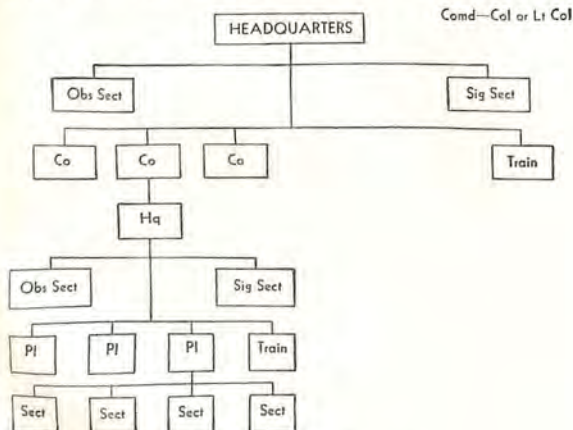 Comd—Col or Lt Col
HEADQUARTERS
Obs Sect
Sig Sect
Co
Co
Co
Train
Hq
Obs Sect
Sig Sect
Pl
Pl
Pl
Train
Sect
Sect
Sect
Sect